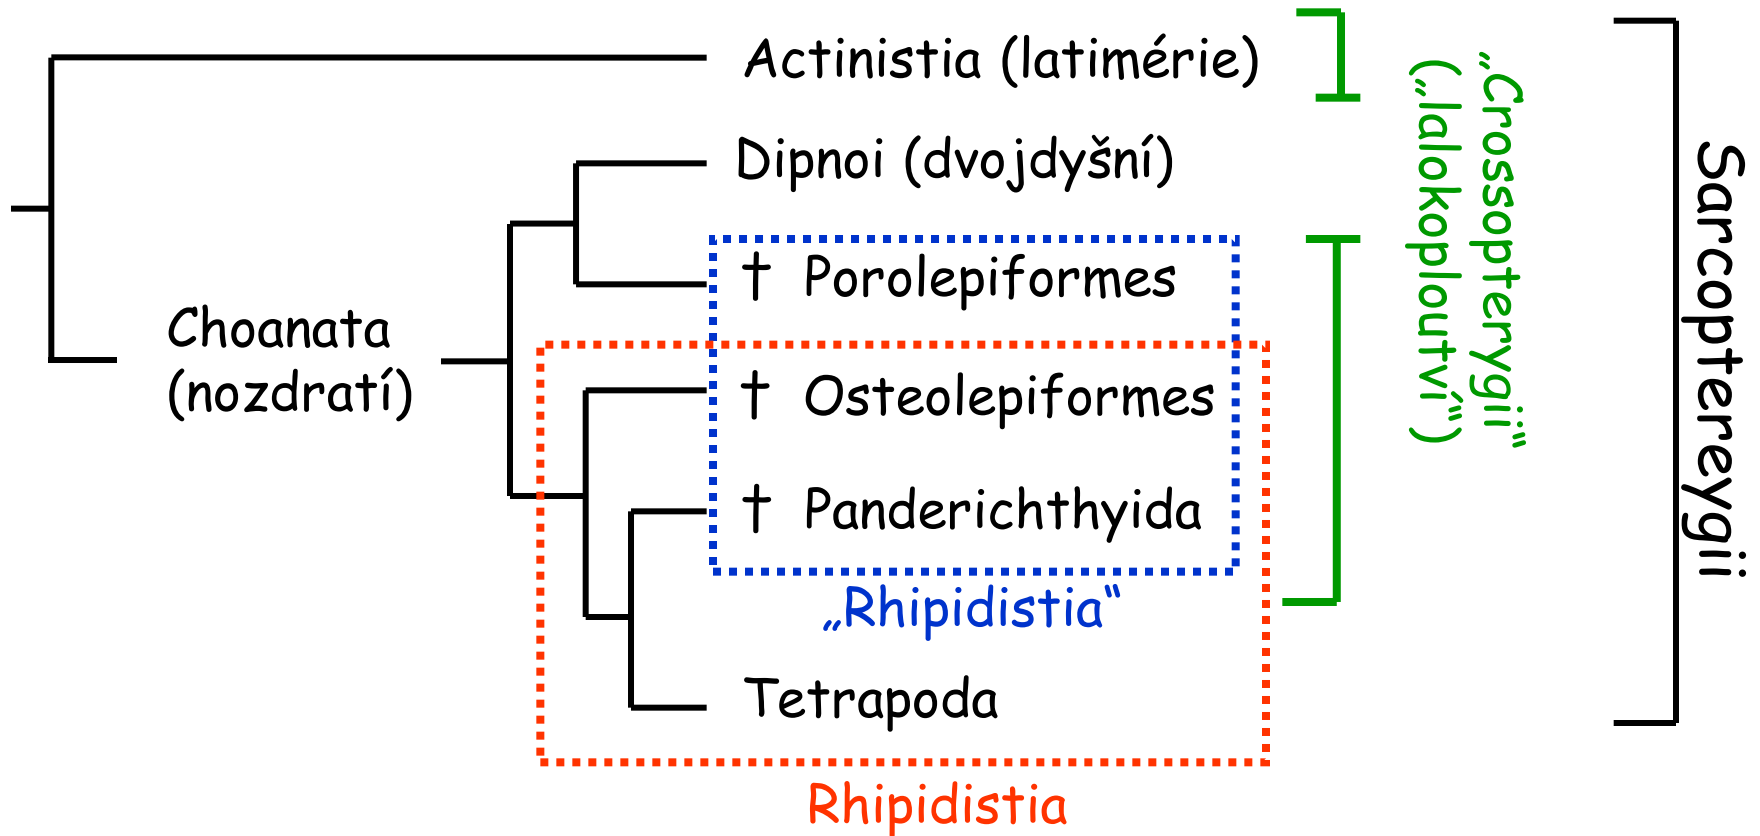 Actinistia (latimérie)
Dipnoi (dvojdyšní)
† Porolepiformes
Choanata
(nozdratí)
† Osteolepiformes
† Panderichthyida
„Rhipidistia“
Tetrapoda
Rhipidistia
„Crossopterygii“
(„lalokoploutví“)
Sarcopterygii